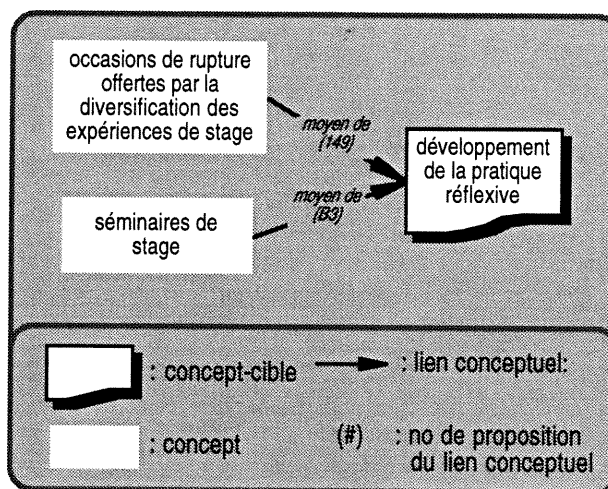 occasions de rupture
offertes par la
diversification des
expériences de stage
moyen de
(149)
développement
de la pratique
réflexive
moyen de
(B3)
séminaires de
stage
: concept-cible
: lien conceptuel:
: concept
(#) : no de proposition
du lien conceptuel